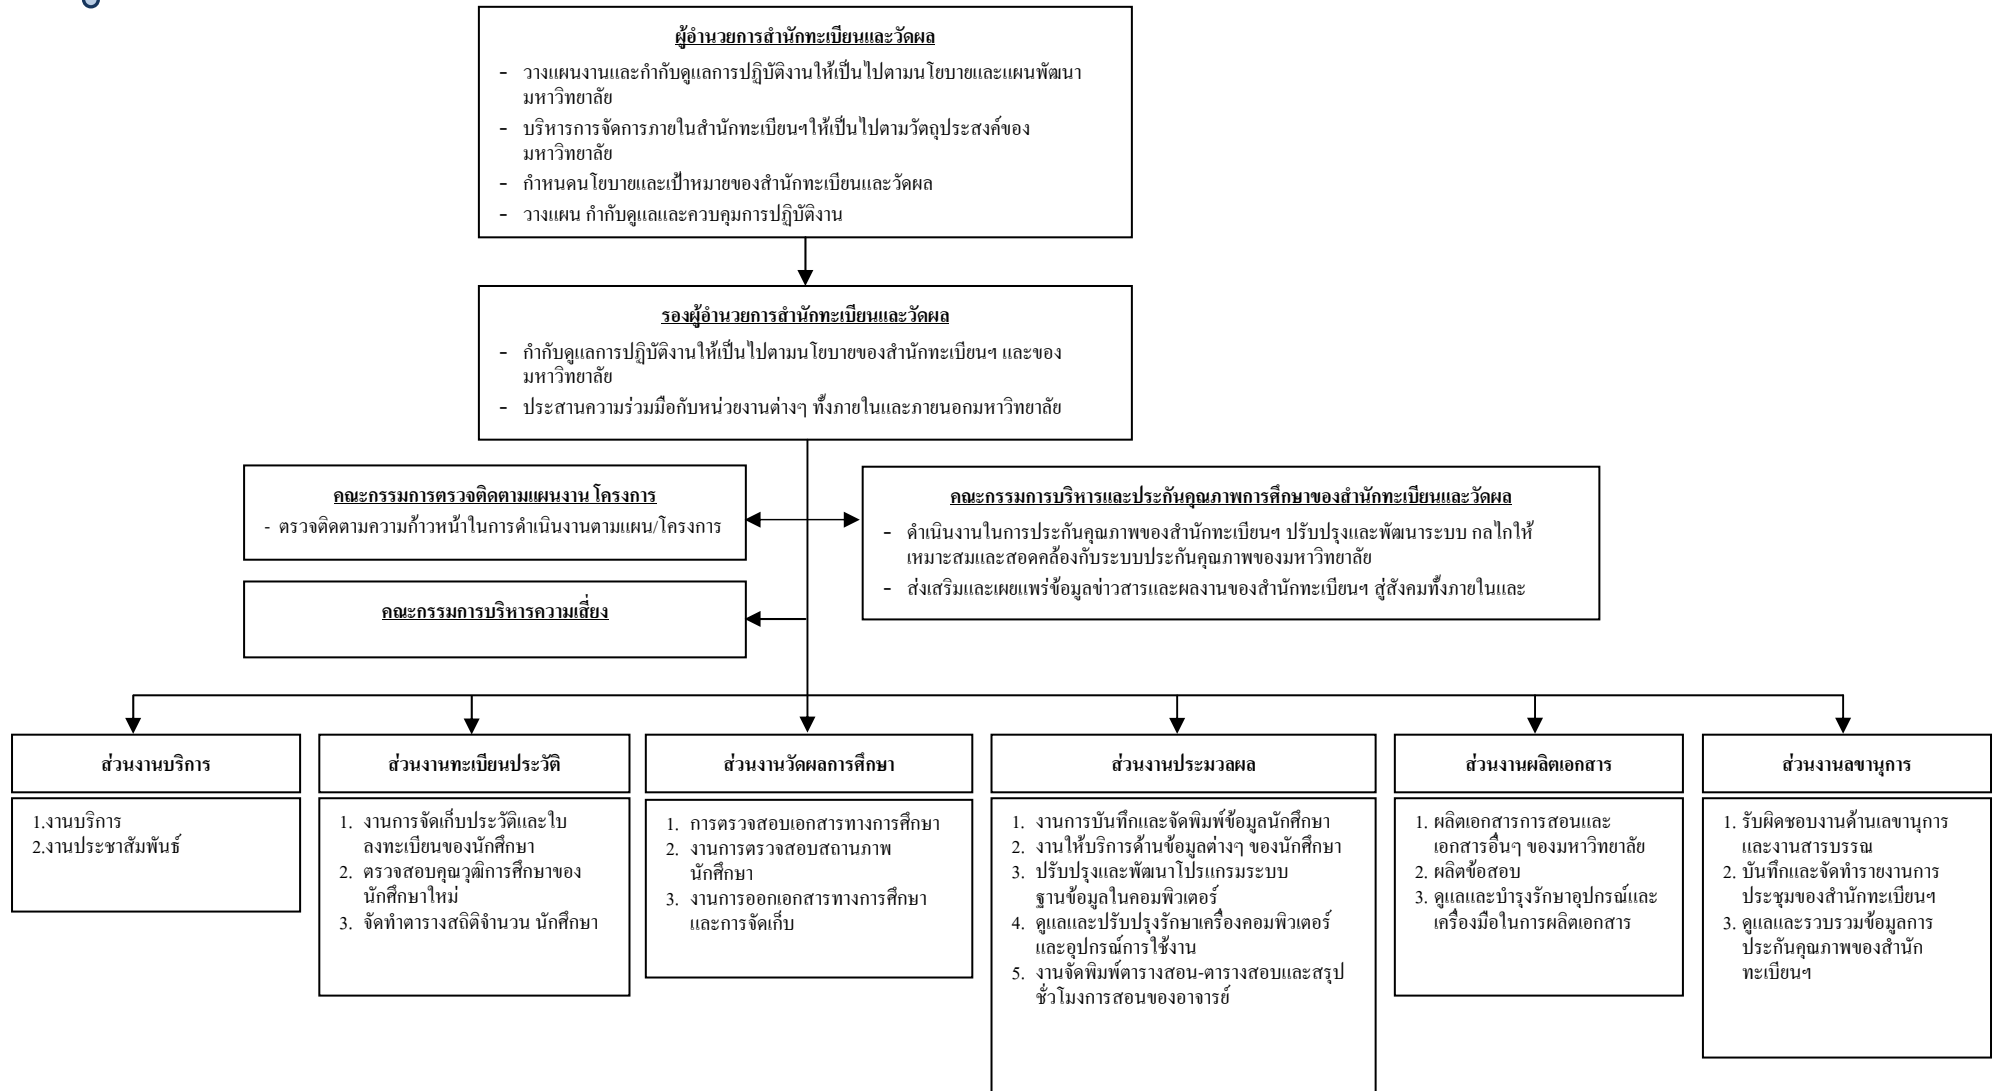 ผู้อำนวยการสำนักทะเบียนและวัดผล
- วางแผนงานและกำกับดูแลการปฏิบัติงานให้เป็นไปตามนโยบายและแผนพัฒนา
มหาวิทยาลัย
- บริหารการจัดการภายในสำนักทะเบียนฯให้เป็นไปตามวัตถุประสงค์ของ
มหาวิทยาลัย
- กำหนดนโยบายและเป้าหมายของสำนักทะเบียนและวัดผล
- วางแผน กำกับดูแลและควบคุมการปฏิบัติงาน
รองผู้อำนวยการสำนักทะเบียนและวัดผล
- กำกับดูแลการปฏิบัติงานให้เป็นไปตามนโยบายของสำนักทะเบียนฯ และของ
มหาวิทยาลัย
- ประสานความร่วมมือกับหน่วยงานต่างๆ ทั้งภายในและภายนอกมหาวิทยาลัย
คณะกรรมการตรวจติดตามแผนงาน โครงการ
- ตรวจติดตามความก้าวหน้าในการดำเนินงานตามแผน/โครงการ
คณะกรรมการบริหารและประกันคุณภาพการศึกษาของสำนักทะเบียนและวัดผล
- ดำเนินงานในการประกันคุณภาพของสำนักทะเบียนฯ ปรับปรุงและพัฒนาระบบ กลไกให้
เหมาะสมและสอดคล้องกับระบบประกันคุณภาพของมหาวิทยาลัย
- ส่งเสริมและเผยแพร่ข้อมูลข่าวสารและผลงานของสำนักทะเบียนฯ สู่สังคมทั้งภายในและ
คณะกรรมการบริหารความเสี่ยง
ส่วนงานบริการ
1.งานบริการ
2.งานประชาสัมพันธ์
ส่วนงานทะเบียนประวัติ
1. งานการจัดเก็บประวัติและใบ
ลงทะเบียนของนักศึกษา
2. ตรวจสอบคุณวุฒิการศึกษาของ
นักศึกษาใหม่
3. จัดทำตารางสถิติจำนวน นักศึกษา
ส่วนงานวัดผลการศึกษา
1. การตรวจสอบเอกสารทางการศึกษา
2. งานการตรวจสอบสถานภาพ
นักศึกษา
3. งานการออกเอกสารทางการศึกษา
และการจัดเก็บ
ส่วนงานประมวลผล
1. งานการบันทึกและจัดพิมพ์ข้อมูลนักศึกษา
2. งานให้บริการด้านข้อมูลต่างๆ ของนักศึกษา
3. ปรับปรุงและพัฒนาโปรแกรมระบบ
ฐานข้อมูลในคอมพิวเตอร์
4. ดูแลและปรับปรุงรักษาเครื่องคอมพิวเตอร์
และอุปกรณ์การใช้งาน
5. งานจัดพิมพ์ตารางสอน-ตารางสอบและสรุป
ชั่วโมงการสอนของอาจารย์
ส่วนงานผลิตเอกสาร
1. ผลิตเอกสารการสอนและ
เอกสารอื่นๆ ของมหาวิทยาลัย
2. ผลิตข้อสอบ
3. ดูแลและบำรุงรักษาอุปกรณ์และ
เครื่องมือในการผลิตเอกสาร
ส่วนงานลขานุการ
1. รับผิดชอบงานด้านเลขานุการ
และงานสารบรรณ
2. บันทึกและจัดทำรายงานการ
ประชุมของสำนักทะเบียนฯ
3. ดูแลและรวบรวมข้อมูลการ
ประกันคุณภาพของสำนัก
ทะเบียนฯ